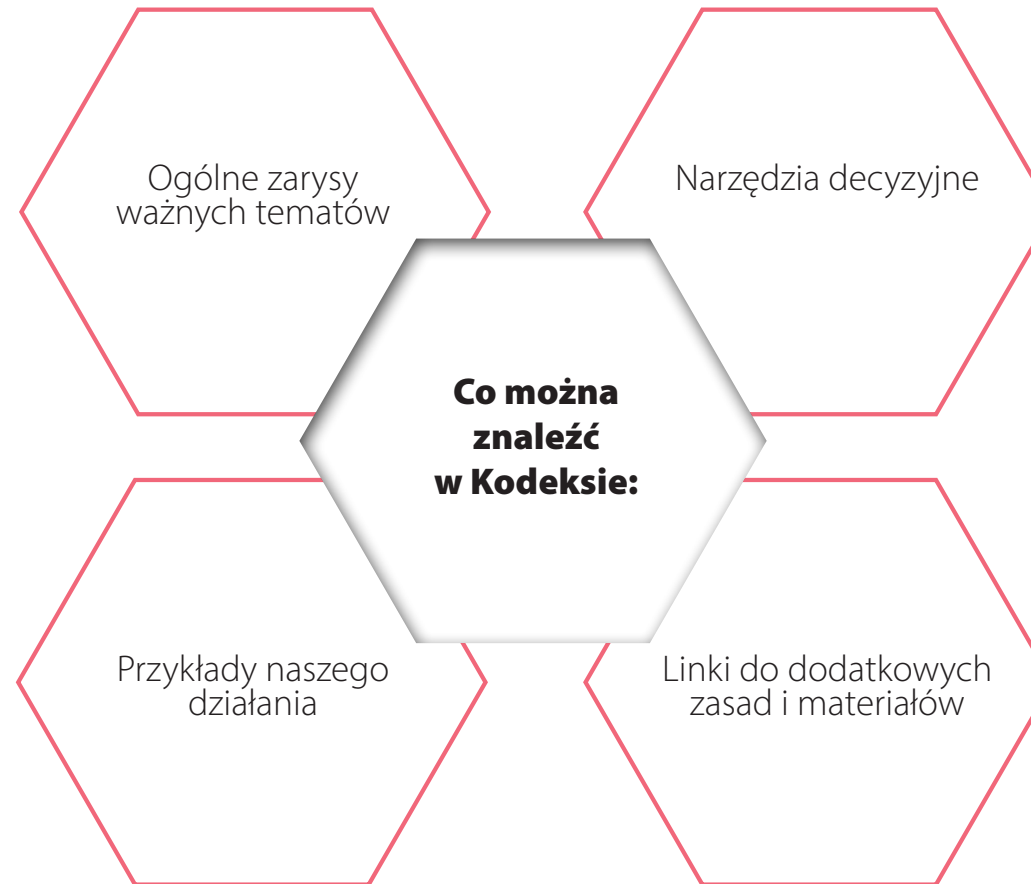 Ogólne zarysy
ważnych tematów
Narzędzia decyzyjne
Co można
znaleźć
w Kodeksie:
Przykłady naszego
działania
Linki do dodatkowych
zasad i materiałów